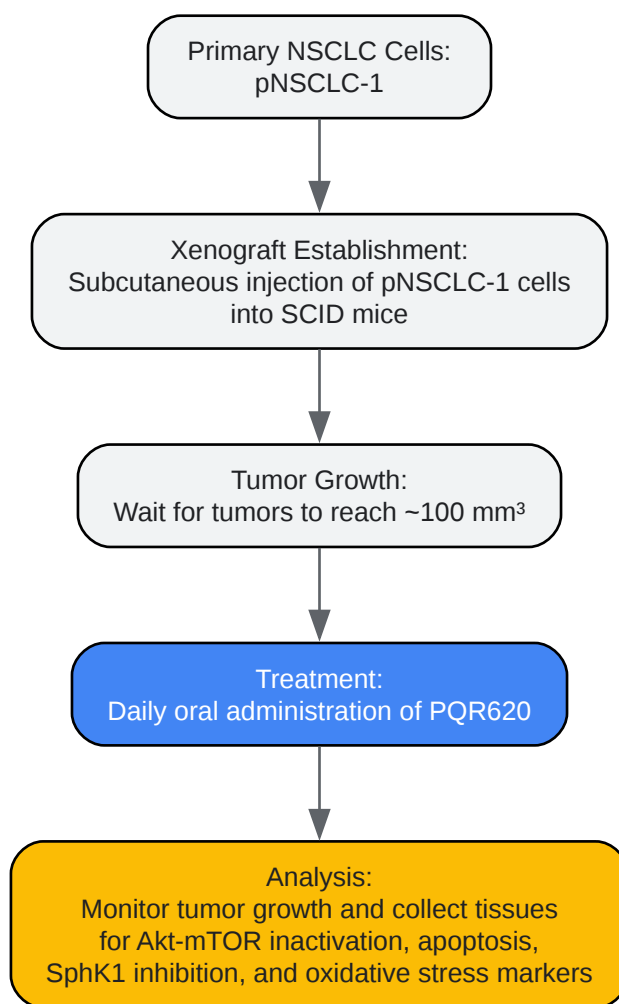 Primary NSCLC Cells:
pNSCLC-1
Xenograft Establishment:
Subcutaneous injection of pNSCLC-1 cells
into SCID mice
Tumor Growth:
Wait for tumors to reach ~100 mm³
Treatment:
Daily oral administration of PQR620
Analysis:
Monitor tumor growth and collect tissues
for Akt-mTOR inactivation, apoptosis,
SphK1 inhibition, and oxidative stress markers